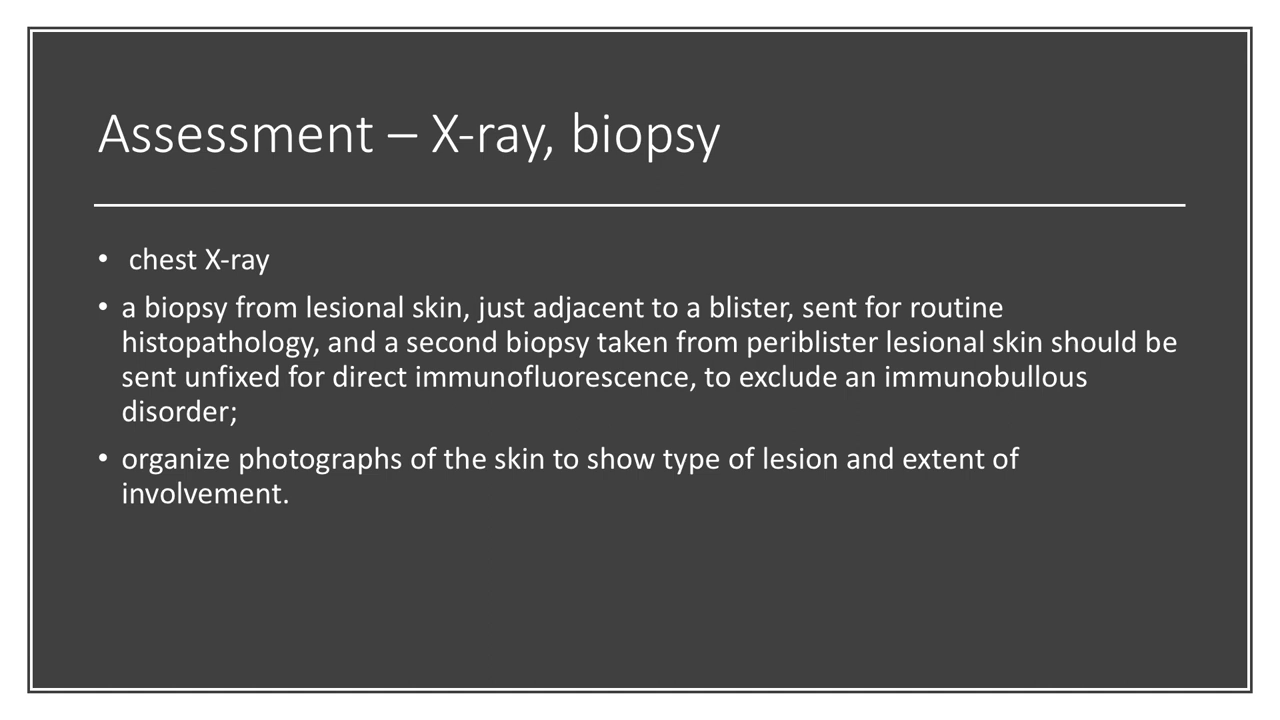 Assessment – X-ray, biopsy
• chest X-ray
• a biopsy from lesional skin, just adjacent to a blister, sent for routine
histopathology, and a second biopsy taken from periblister lesional skin should be
sent unfixed for direct immunofluorescence, to exclude an immunobullous
disorder;
• organize photographs of the skin to show type of lesion and extent of
involvement.